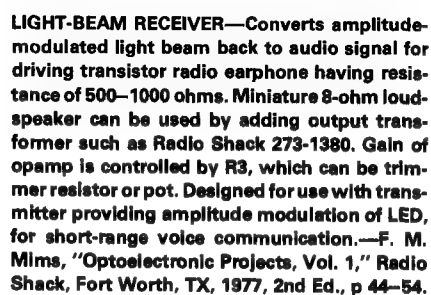 LIGHT-BEAM RECEIVER—Converts amplitude-
modulated light beam back to audio signal for
driving transistor radio earphone having resis-
tance of 500–1000 ohms. Miniature 8-ohm loud-
speaker can be used by adding output trans-
former such as Radio Shack 273-1380. Gain of
opamp is controlled by R3, which can be trim-
mer resistor or pot. Designed for use with trans-
mitter providing amplitude modulation of LED,
for short-range voice communication.—F. M.
Mims, "Optoelectronic Projects, Vol. 1," Radio
Shack, Fort Worth, TX, 1977, 2nd Ed., p 44–54.